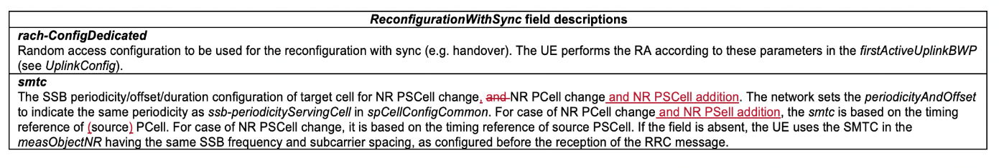 ReconfigurationWithSync field descriptions
rach-ConfigDedicated
Random access configuration to be used for the reconfiguration with sync (e.g. handover). The UE performs the RA according to these parameters in the firstActiveUplinkBWP
(see UplinkConfig).
smtc
The SSB periodicity/offset/duration configuration of target cell for NR PSCell change, and NR PCell change and NR PSCell addition. The network sets the periodicityAndOffset
to indicate the same periodicity as ssb-periodicityServingCell in spCellConfigCommon. For case of NR PCell change and NR PSell addition, the smtc is based on the timing
reference of (source) PCell. For case of NR PSCell change, it is based on the timing reference of source PSCell. If the field is absent, the UE uses the SMTC in the
measObjectNR having the same SSB frequency and subcarrier spacing, as configured before the reception of the RRC message.